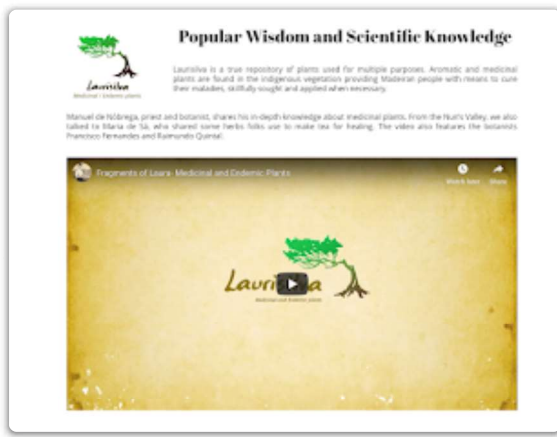 Popular Wisdom and Scientific Knowledge
Laurisilva
Medicinal / Endemic plants
Laurisilva is a true repository of plants used for multiple purposes. Aromatic and medicinal
plants are found in the indigenous vegetation providing Madeiran people with means to cure
their maladies, skillfully sought and applied when necessary.
Manuel de Nóbrega, priest and botanist, shares his in-depth knowledge about medicinal plants. From the Nun's Valley, we also
talked to Maria de Sá, who shared some herbs folks use to make tea for healing. The video also features the botanists
Francisco Fernandes and Raimundo Quintal.
Fragments of Laura- Medicinal and Endemic Plants
Watch later
Share
Laurisilva
Medicinal and Endemic plants